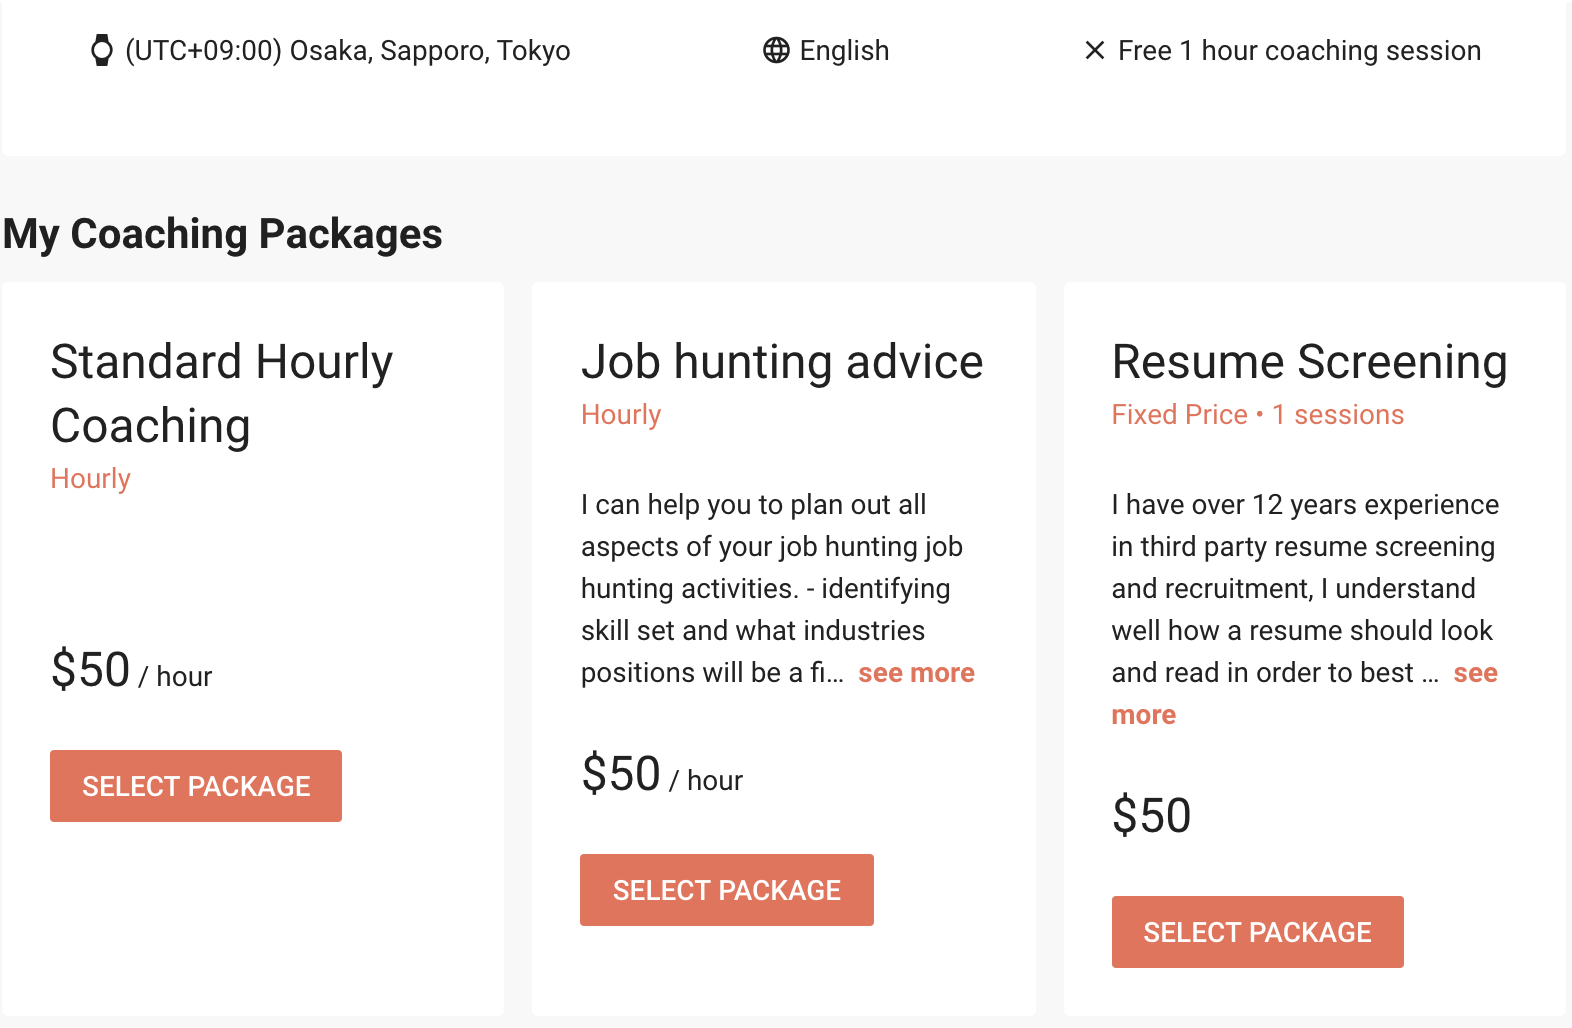 (UTC+09:00) Osaka, Sapporo, Tokyo
English
Free 1 hour coaching session
My Coaching Packages
Standard Hourly
Coaching
Hourly
$50 / hour
SELECT PACKAGE
Job hunting advice
Hourly
I can help you to plan out all
aspects of your job hunting job
hunting activities. - identifying
skill set and what industries
positions will be a fi... see more
$50 / hour
SELECT PACKAGE
Resume Screening
Fixed Price • 1 sessions
I have over 12 years experience
in third party resume screening
and recruitment, I understand
well how a resume should look
and read in order to best ... see
more
$50
SELECT PACKAGE